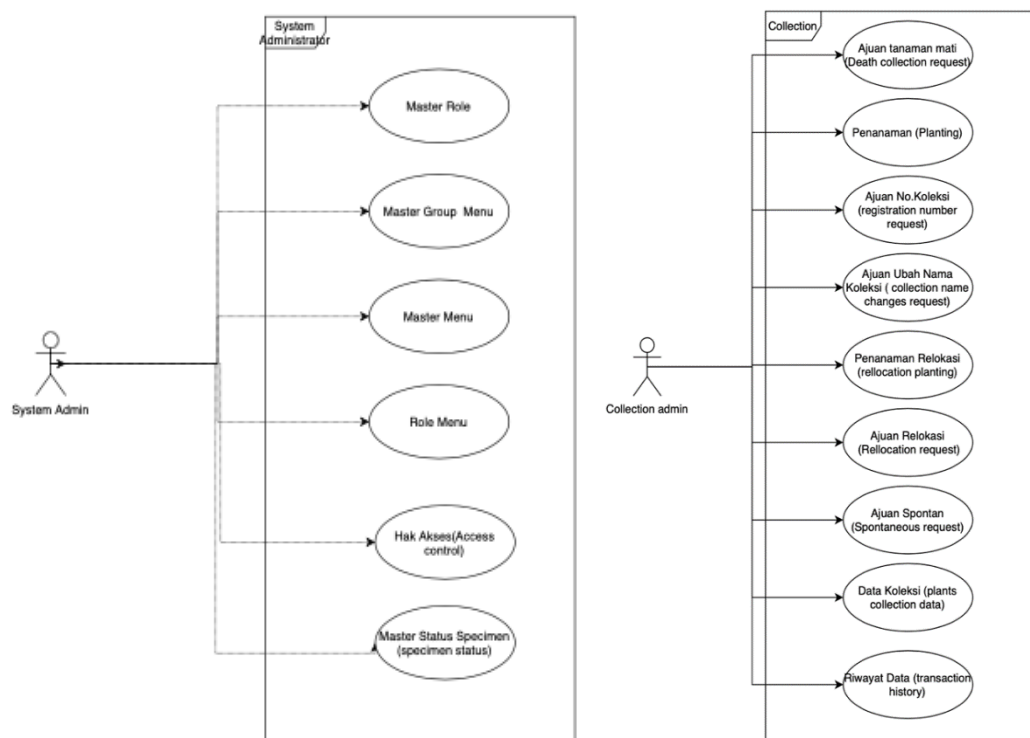 System
Administrator
Master Role
Master Group Menu
Master Menu
System Admin
Role Menu
Hak Akses(Access
control)
Master Status Specimen
(specimen status)
Collection
Ajuan tanaman mati
(Death collection request)
Penanaman (Planting)
Ajuan No.Koleksi
(registration number
request)
Ajuan Ubah Nama
Koleksi ( collection name
changes request)
Penanaman Relokasi
(rellocation planting)
Collection admin
Ajuan Relokasi
(Rellocation request)
Ajuan Spontan
(Spontaneous request)
Data Koleksi (plants
collection data)
Riwayat Data (transaction
history)